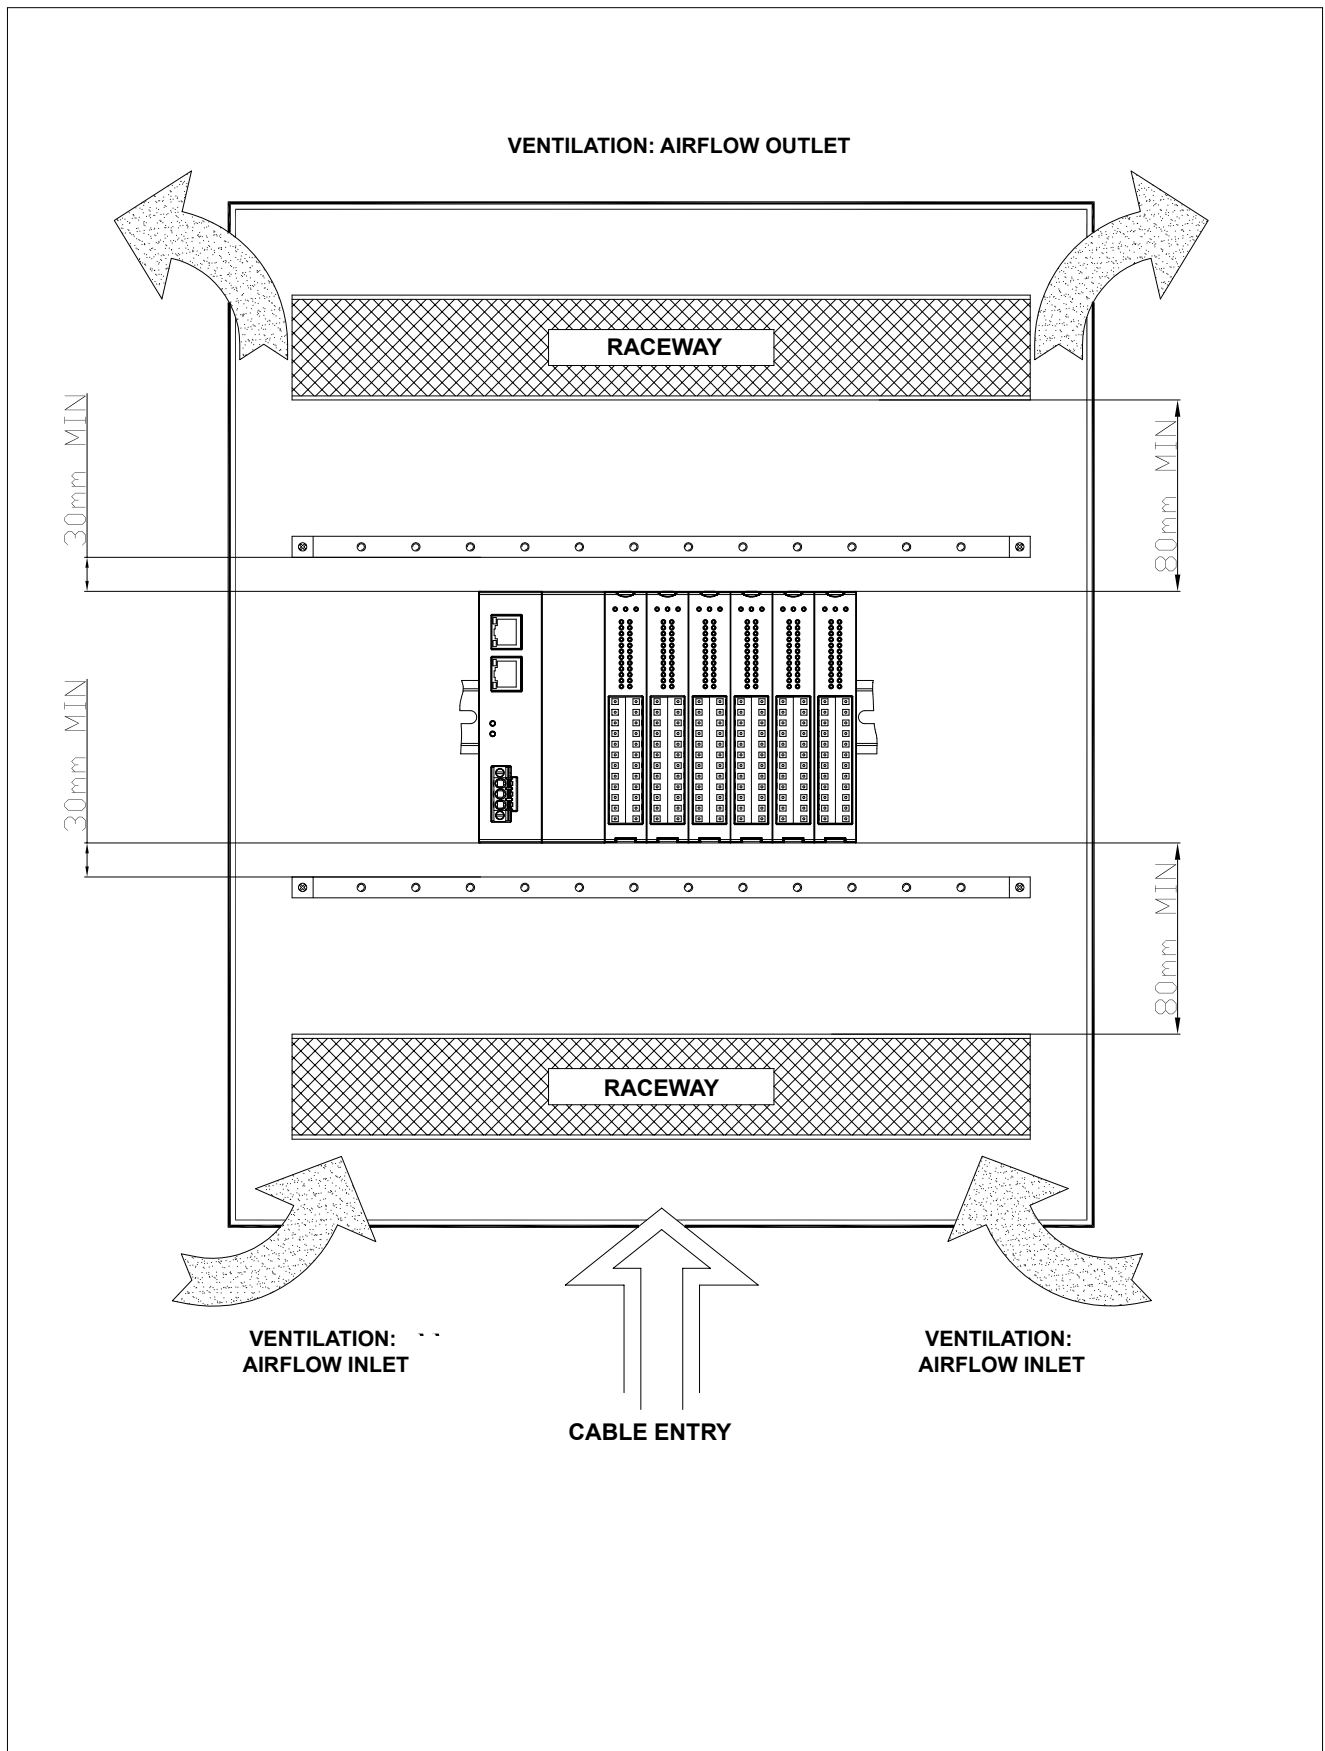 VENTILATION: AIRFLOW OUTLET
RACEWAY
30mm MIN
80mm MIN
30mm MIN
80mm MIN
RACEWAY
VENTILATION:
AIRFLOW INLET
VENTILATION:
AIRFLOW INLET
CABLE ENTRY